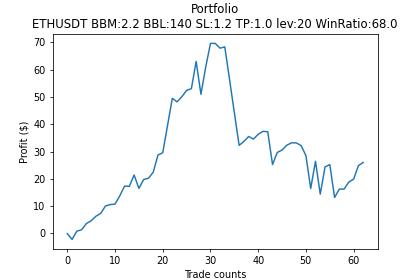 Portfolio
ETHUSDT BBM:2.2 BBL:140 SL:1.2 TP:1.0 lev:20 WinRatio:68.0
70
60
50
40
30
20
10
0
Profit ($)
0 10 20 30 40 50 60
Trade counts